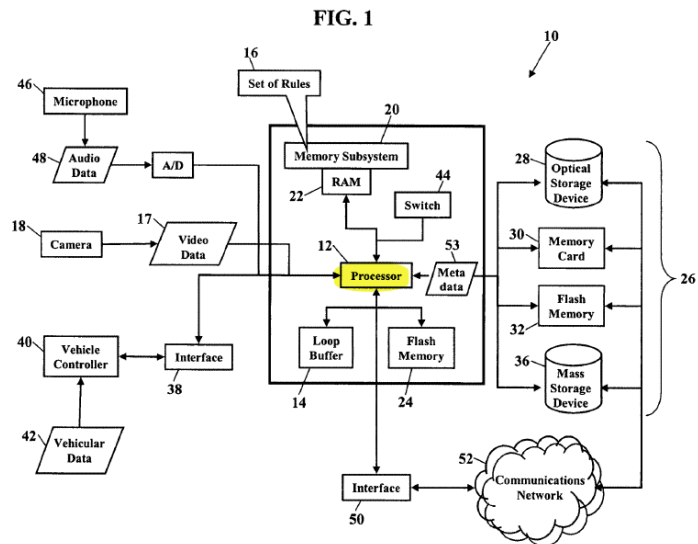 FIG. 1
10
16
Set of Rules
46
Microphone
20
Memory Subsystem
RAM
22
44
Switch
48
Audio
Data
A/D
28
Optical
Storage
Device
18
Camera
17
Video
Data
12
Processor
53
Meta
data
30
Memory
Card
26
Flash
Memory
32
40
Vehicle
Controller
Interface
38
Loop
Buffer
14
Flash
Memory
24
36
Mass
Storage
Device
42
Vehicular
Data
52
Communications
Network
Interface
50